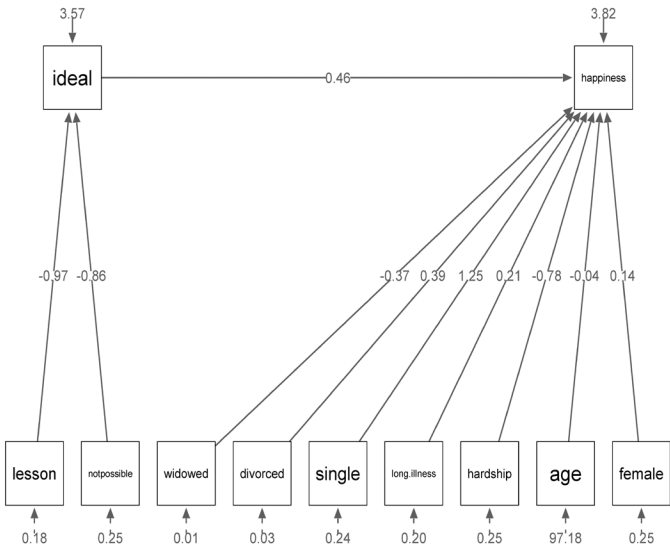 3.57 3.82
ideal happiness
0.46
-0.97 -0.86 -0.37 0.39 1.25 0.21 -0.78 -0.04 0.14
lesson notpossible widowed divorced single long.illness hardship age female
0.18 0.25 0.01 0.03 0.24 0.20 0.25 97.18 0.25